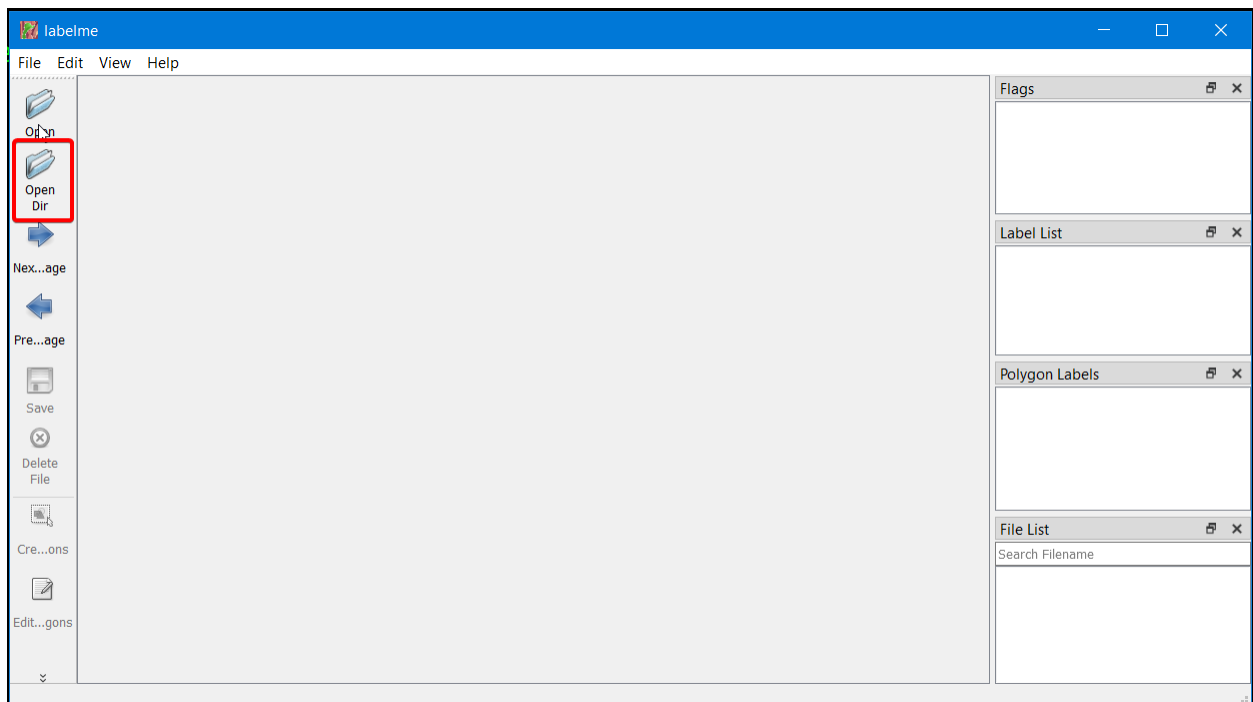 labelme
File Edit View Help
Open
Open
Dir
Nex...age
Pre...age
Save
Delete
File
Cre...ons
Edit...gons
Flags
Label List
Polygon Labels
File List
Search Filename